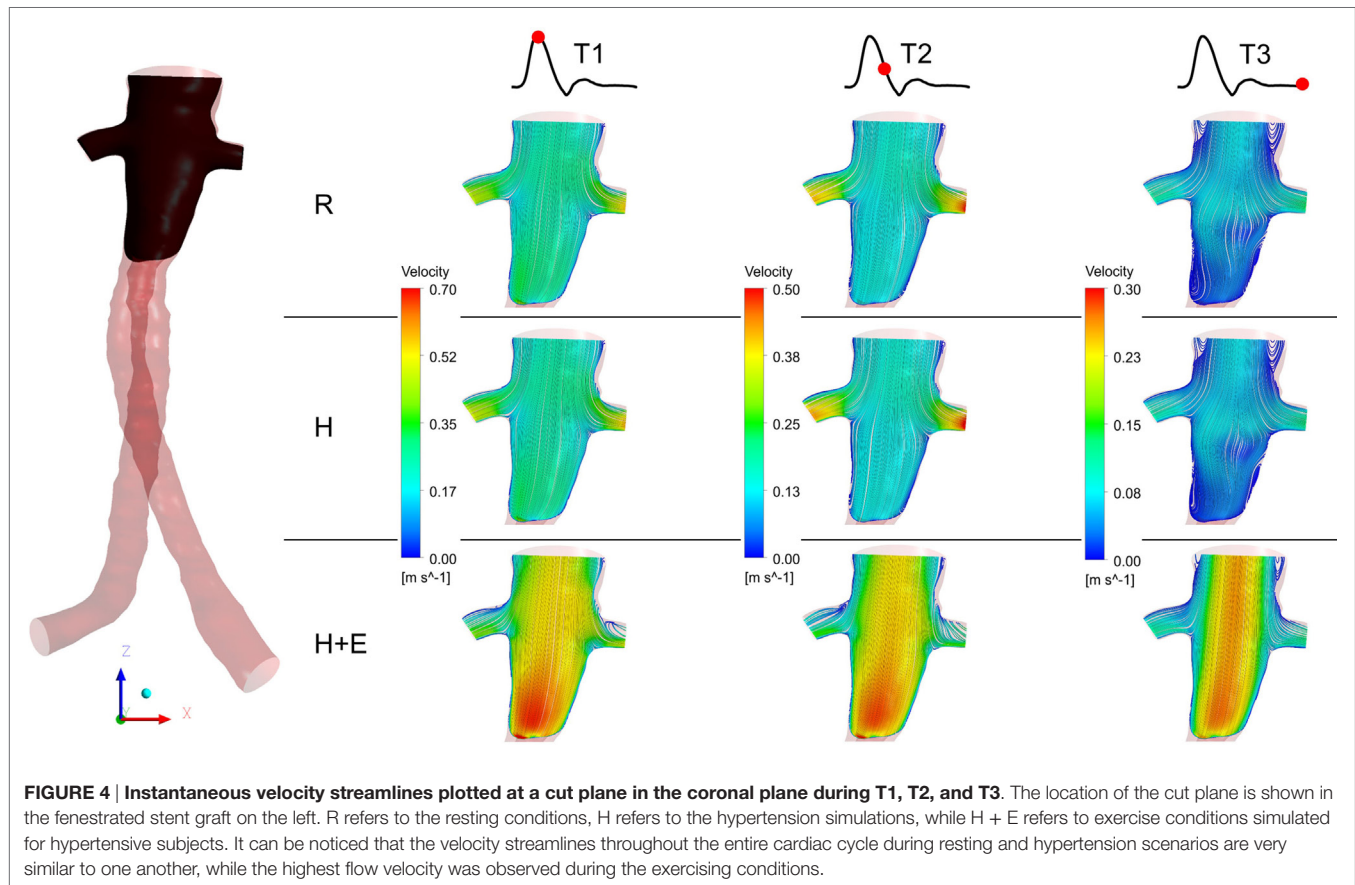 T1
T2
T3
R
Velocity
0.70
0.52
0.35
0.17
0.00
[m s^-1]
Velocity
0.50
0.38
0.25
0.13
0.00
[m s^-1]
Velocity
0.30
0.23
0.15
0.08
0.00
[m s^-1]
H
H+E
Z
Y
X
FIGURE 4 | Instantaneous velocity streamlines plotted at a cut plane in the coronal plane during T1, T2, and T3. The location of the cut plane is shown in
the fenestrated stent graft on the left. R refers to the resting conditions, H refers to the hypertension simulations, while H + E refers to exercise conditions simulated
for hypertensive subjects. It can be noticed that the velocity streamlines throughout the entire cardiac cycle during resting and hypertension scenarios are very
similar to one another, while the highest flow velocity was observed during the exercising conditions.